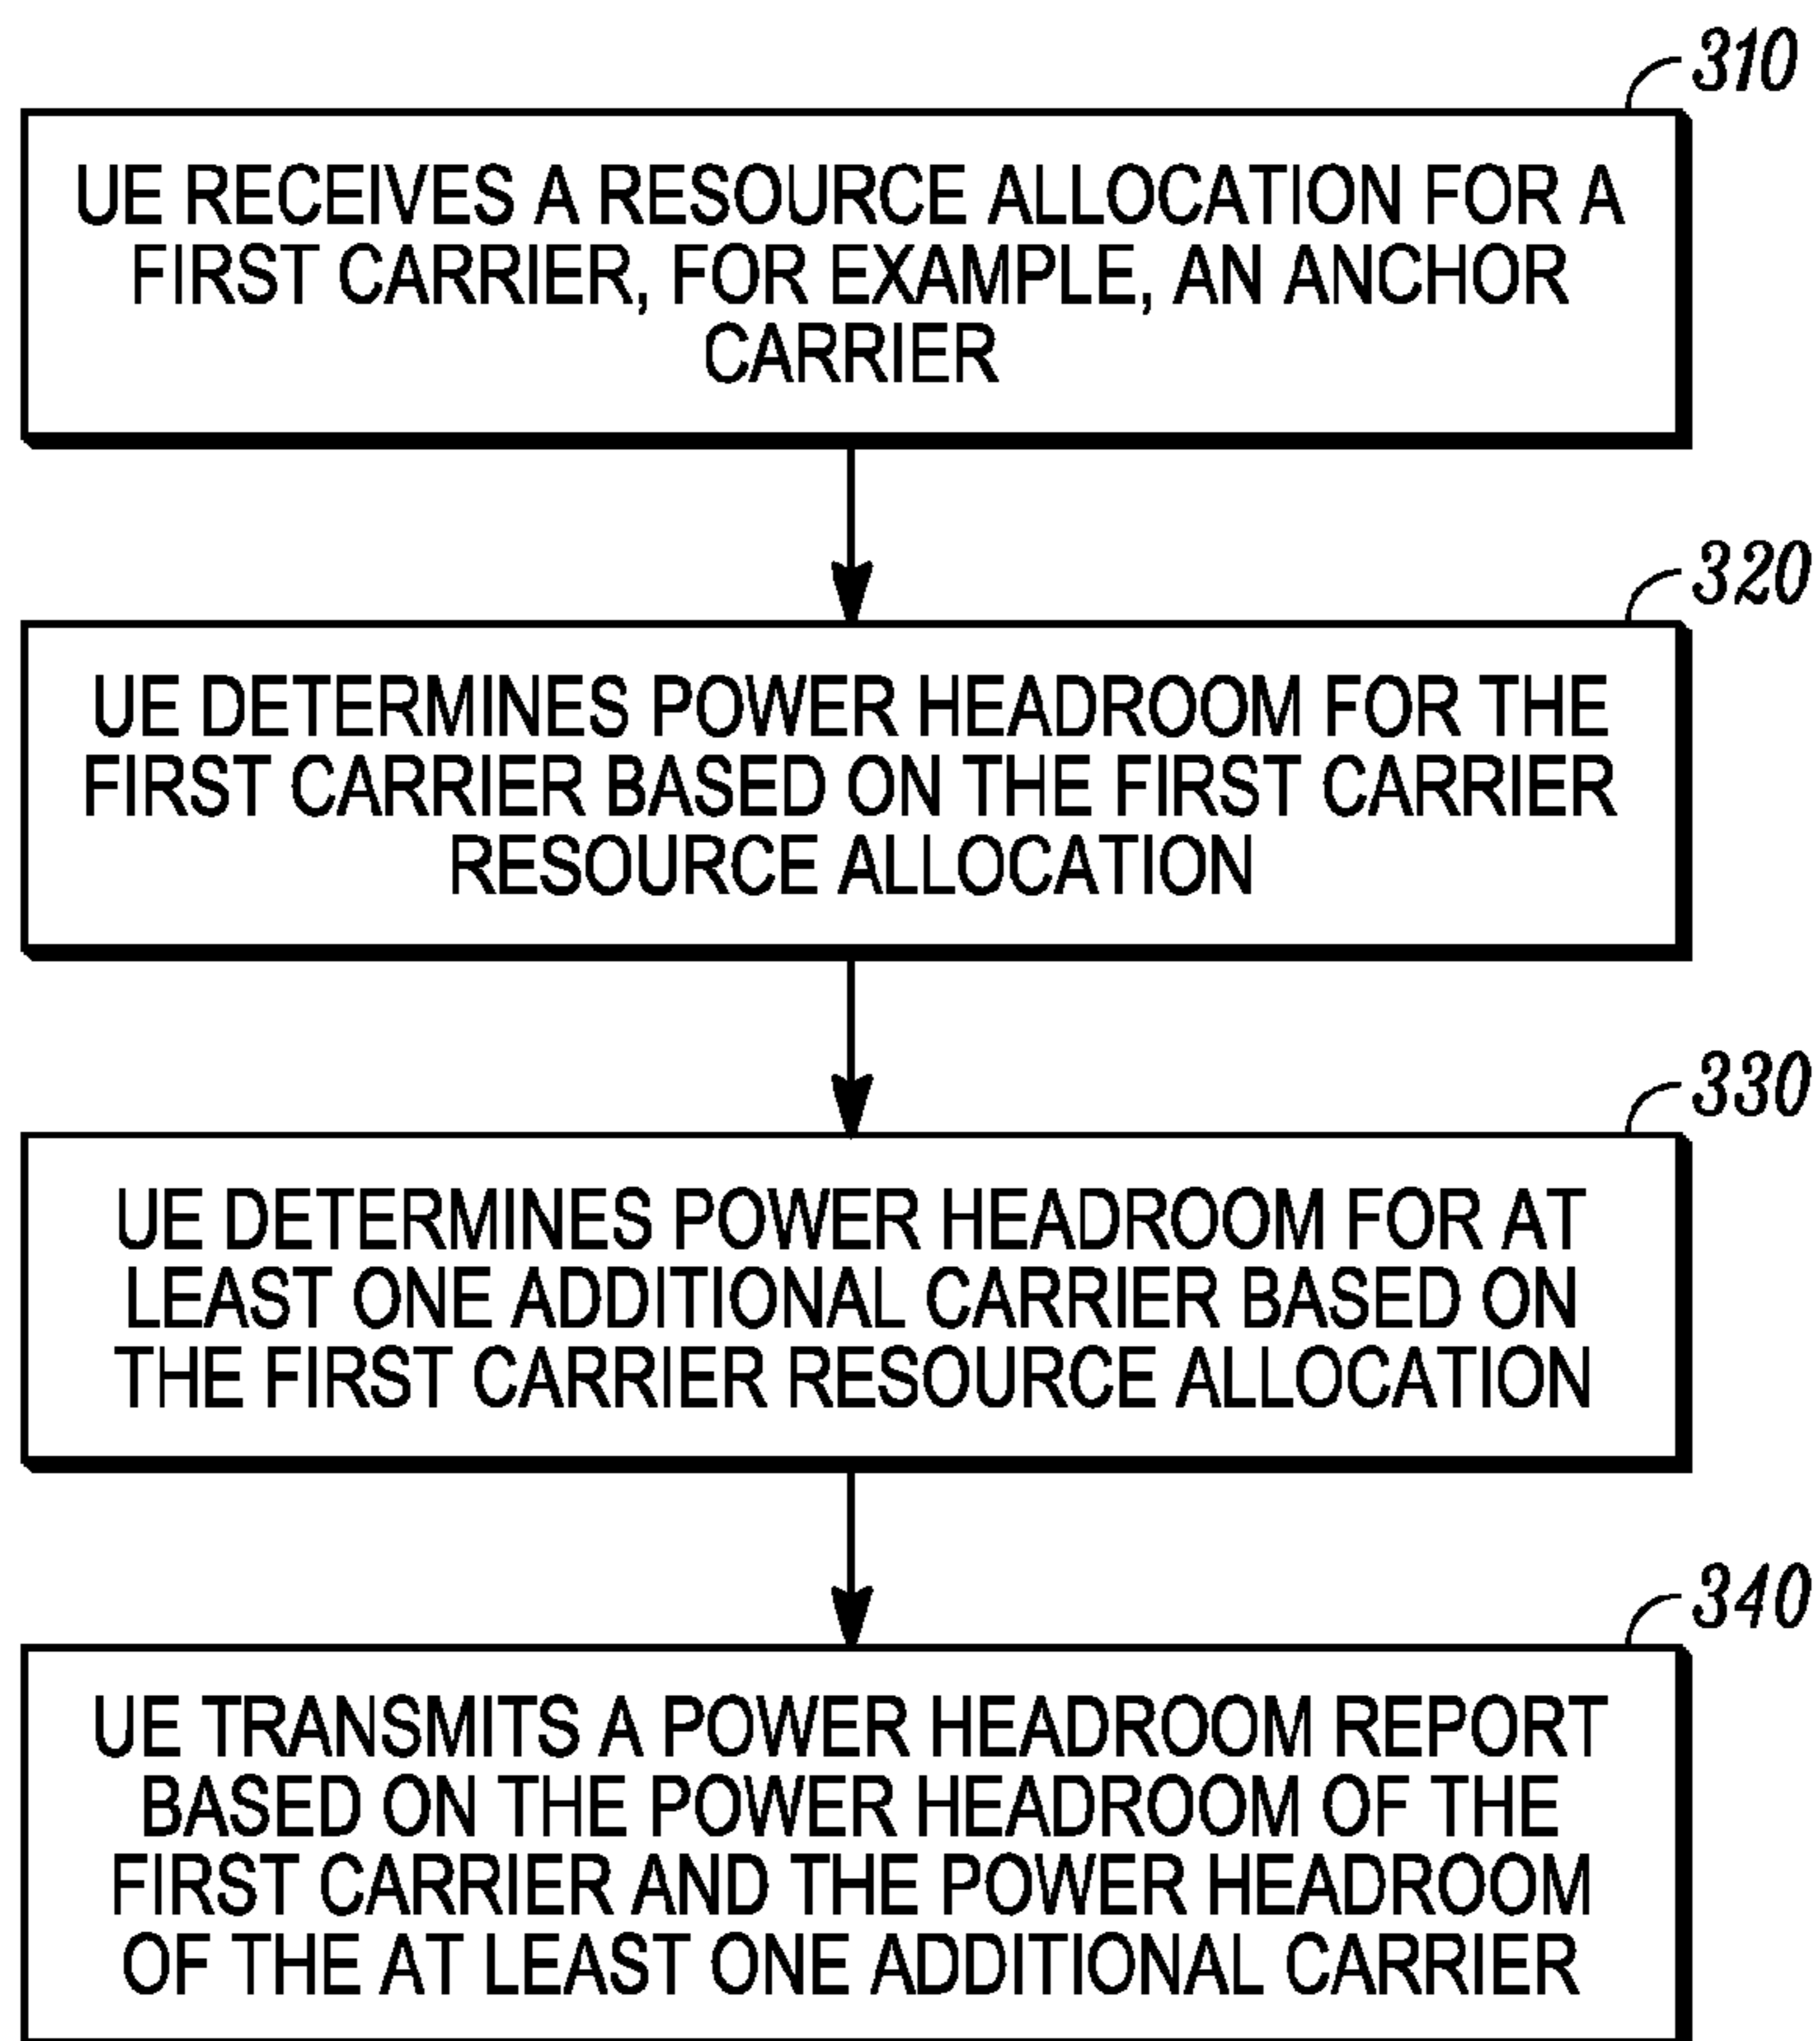 310
UE RECEIVES A RESOURCE ALLOCATION FOR A
FIRST CARRIER, FOR EXAMPLE, AN ANCHOR
CARRIER
320
UE DETERMINES POWER HEADROOM FOR THE
FIRST CARRIER BASED ON THE FIRST CARRIER
RESOURCE ALLOCATION
330
UE DETERMINES POWER HEADROOM FOR AT
LEAST ONE ADDITIONAL CARRIER BASED ON
THE FIRST CARRIER RESOURCE ALLOCATION
340
UE TRANSMITS A POWER HEADROOM REPORT
BASED ON THE POWER HEADROOM OF THE
FIRST CARRIER AND THE POWER HEADROOM
OF THE AT LEAST ONE ADDITIONAL CARRIER